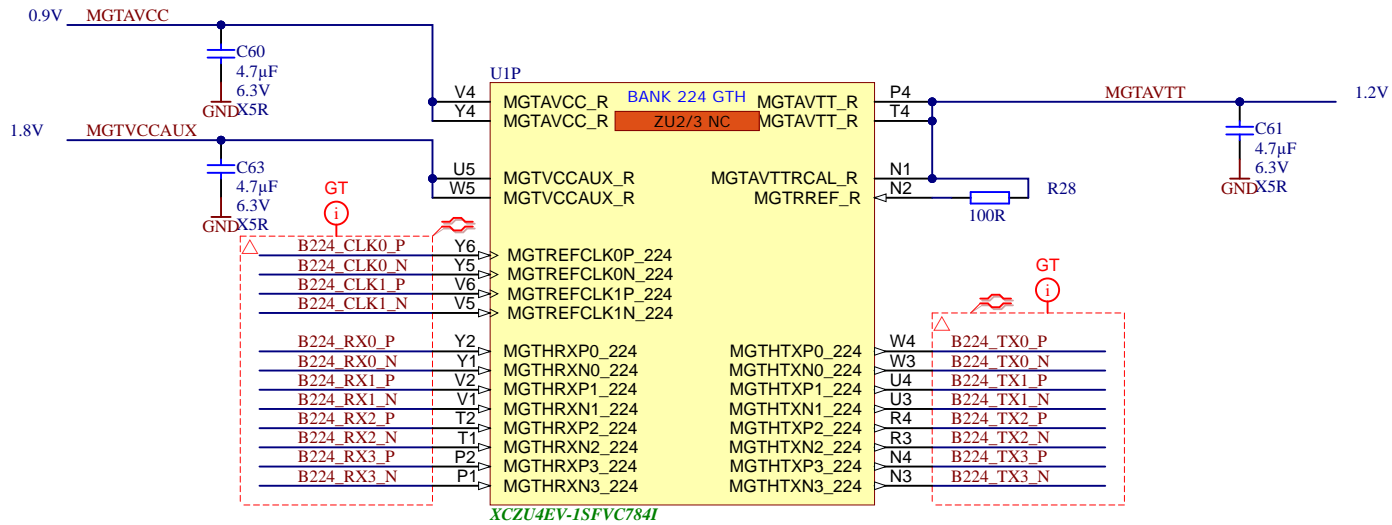 0.9V MGTAVCC
C60
4.7µF
6.3V
X5R
GND
1.8V MGTVCCAUX
C63
4.7µF
6.3V
X5R
GND
GT
i
B224_CLK0_P Y6
B224_CLK0_N Y5
B224_CLK1_P V6
B224_CLK1_N V5
B224_RX0_P Y2
B224_RX0_N Y1
B224_RX1_P V2
B224_RX1_N V1
B224_RX2_P T2
B224_RX2_N T1
B224_RX3_P P2
B224_RX3_N P1
U1P
BANK 224 GTH
ZU2/3 NC
V4 MGTAVCC_R
Y4 MGTAVCC_R
U5 MGTVCCAUX_R
W5 MGTVCCAUX_R
MGTREFCLK0P_224
MGTREFCLK0N_224
MGTREFCLK1P_224
MGTREFCLK1N_224
MGTHRXP0_224
MGTHRXN0_224
MGTHRXP1_224
MGTHRXN1_224
MGTHRXP2_224
MGTHRXN2_224
MGTHRXP3_224
MGTHRXN3_224
MGTAVTT_R P4
MGTAVTT_R T4
MGTAVTTRCAL_R N1
MGTRREF_R N2
MGTHTXP0_224 W4 B224_TX0_P
MGTHTXN0_224 W3 B224_TX0_N
MGTHTXP1_224 U4 B224_TX1_P
MGTHTXN1_224 U3 B224_TX1_N
MGTHTXP2_224 R4 B224_TX2_P
MGTHTXN2_224 R3 B224_TX2_N
MGTHTXP3_224 N4 B224_TX3_P
MGTHTXN3_224 N3 B224_TX3_N
XCZU4EV-1SFVC784I
MGTAVTT 1.2V
C61
4.7µF
6.3V
X5R
GND
R28
100R
GT
i